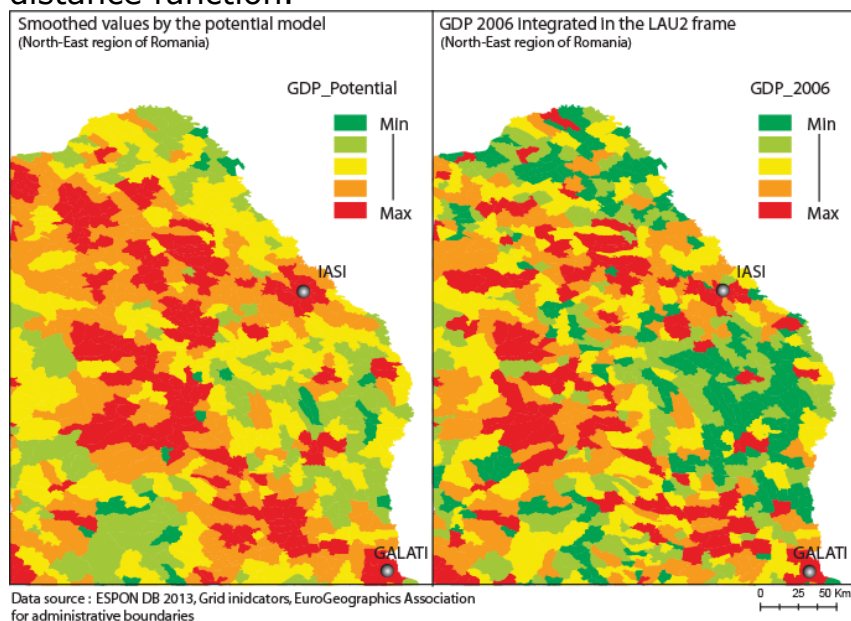 distance function.
Smoothed values by the potential model
(North-East region of Romania)
GDP_Potential
Min
Max
IASI
GALATI
GDP 2006 integrated in the LAU2 frame
(North-East region of Romania)
GDP_2006
Min
Max
IASI
GALATI
Data source : ESPON DB 2013, Grid inidcators, EuroGeographics Association
for administrative boundaries
0 25 50 Km